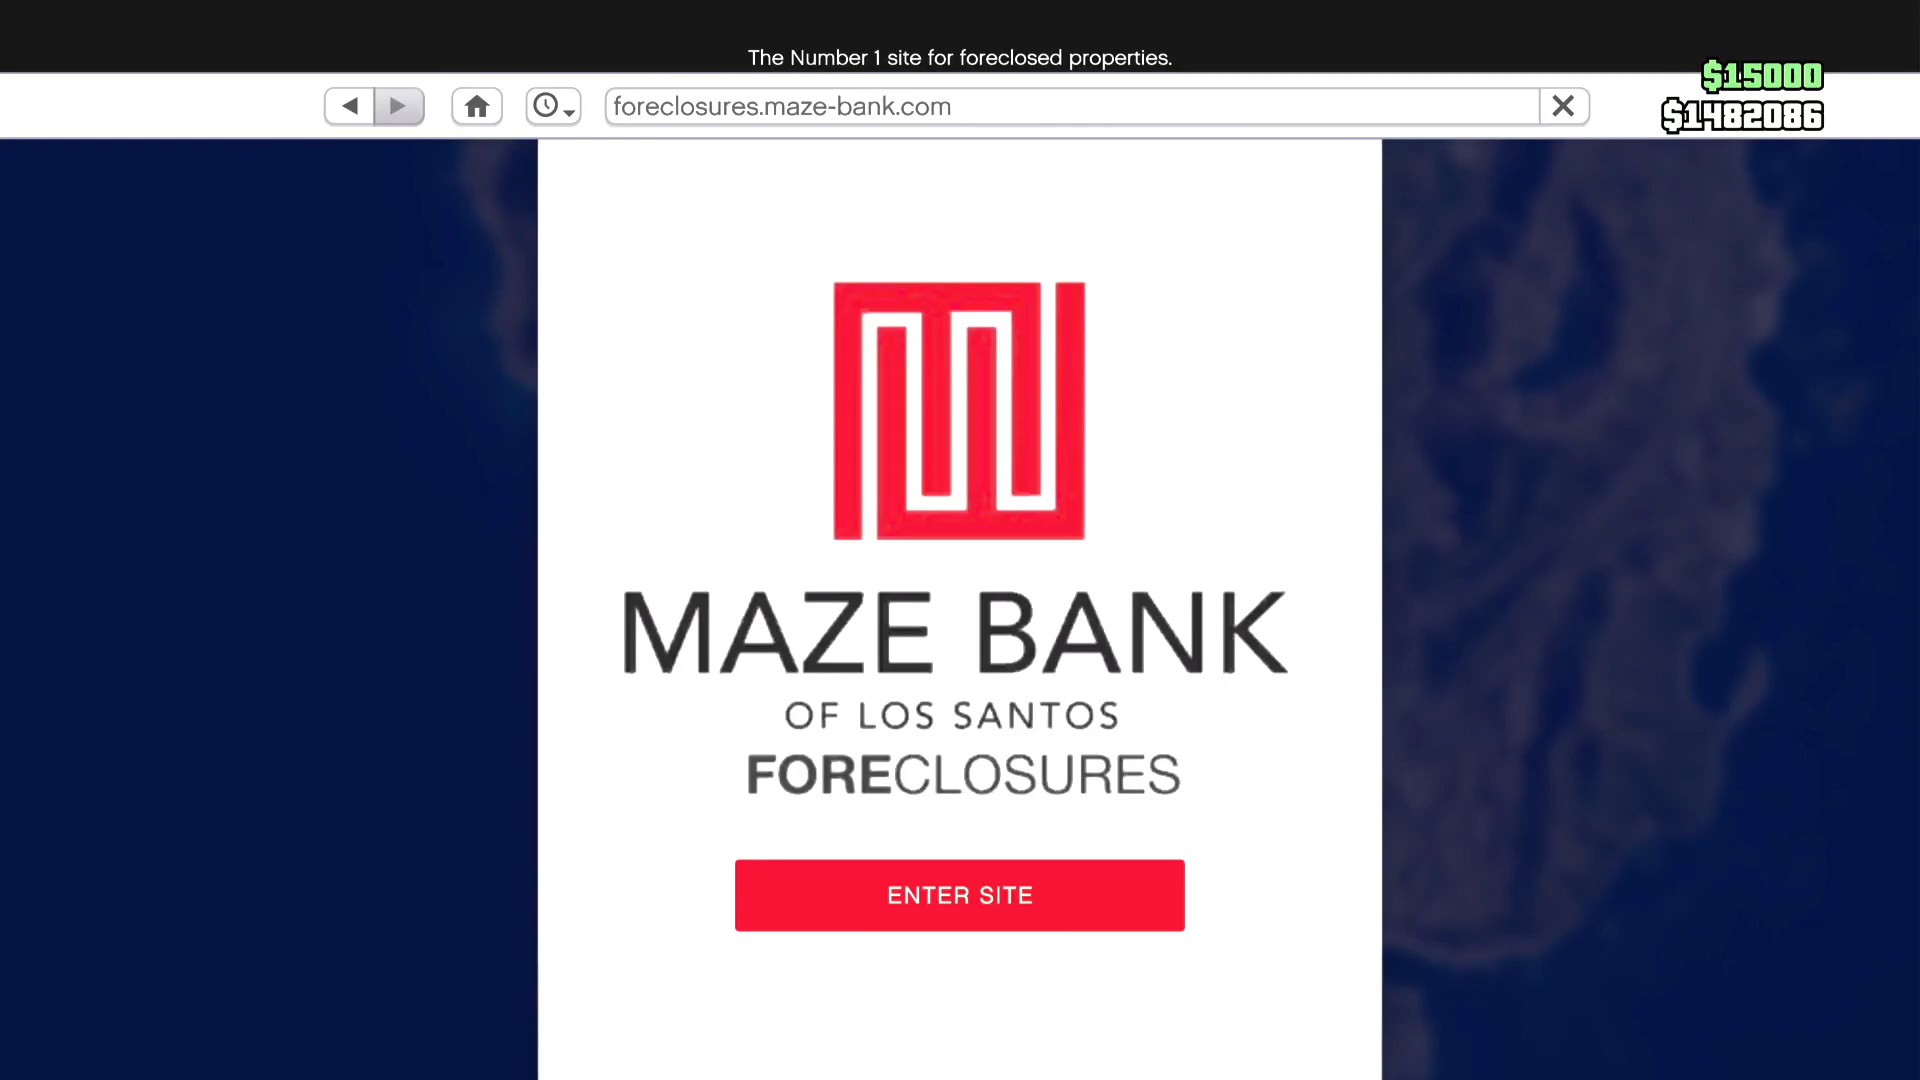 The Number 1 site for foreclosed properties.
$15000
foreclosures.maze-bank.com
$1482086
MAZE BANK
OF LOS SANTOS
FORECLOSURES
ENTER SITE